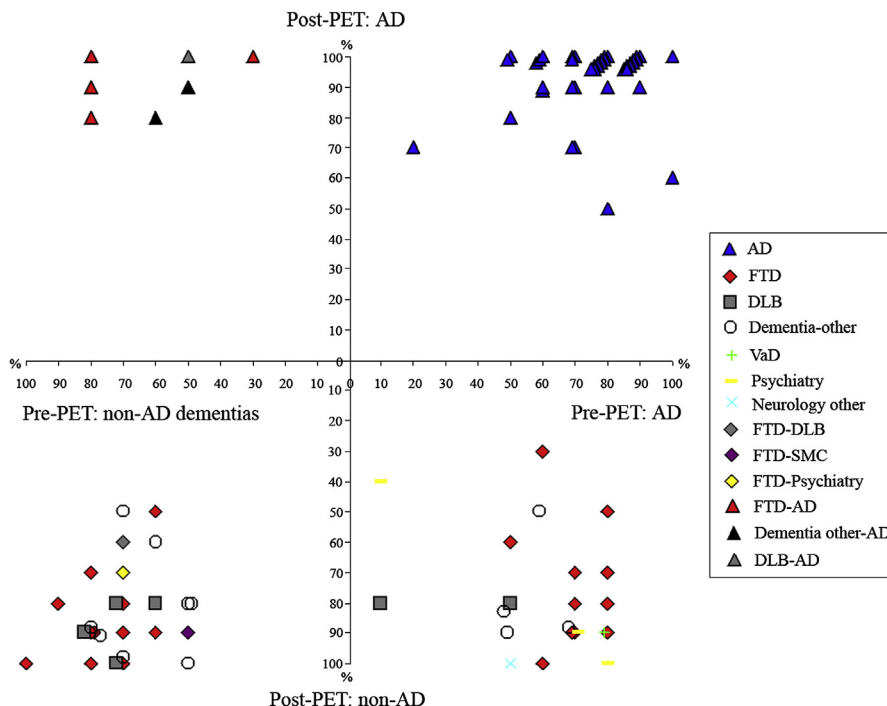 Post-PET: AD
%
100
90
80
70
60
50
40
30
20
10
% 0 %
100 90 80 70 60 50 40 30 20 10 0 10 20 30 40 50 60 70 80 90 100
Pre-PET: non-AD dementias
Pre-PET: AD
10
20
30
40
50
60
70
80
90
100
%
Post-PET: non-AD
AD
FTD
DLB
Dementia-other
VaD
Psychiatry
Neurology other
FTD-DLB
FTD-SMC
FTD-Psychiatry
FTD-AD
Dementia other-AD
DLB-AD